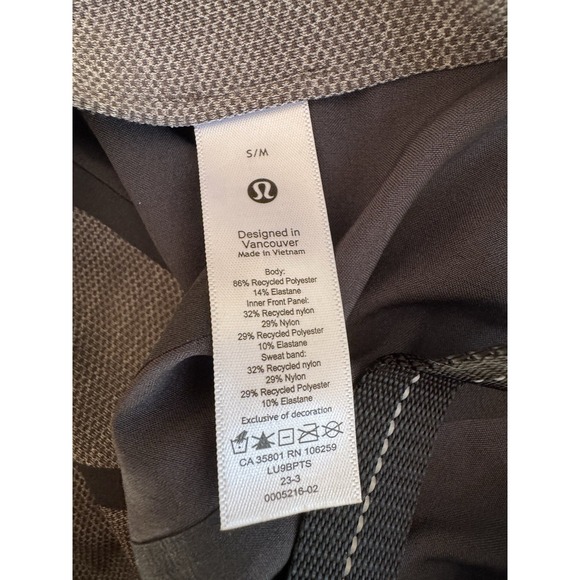 S/M
Designed in
Vancouver
Made in Vietnam
Body:
86% Recycled Polyester
14% Elastane
Inner Front Panel:
32% Recycled nylon
29% Nylon
29% Recycled Polyester
10% Elastane
Sweat band:
32% Recycled nylon
29% Nylon
29% Recycled Polyester
10% Elastane
Exclusive of decoration
CA 35801 RN 106259
LU9BPTS
23-3
0005216-02